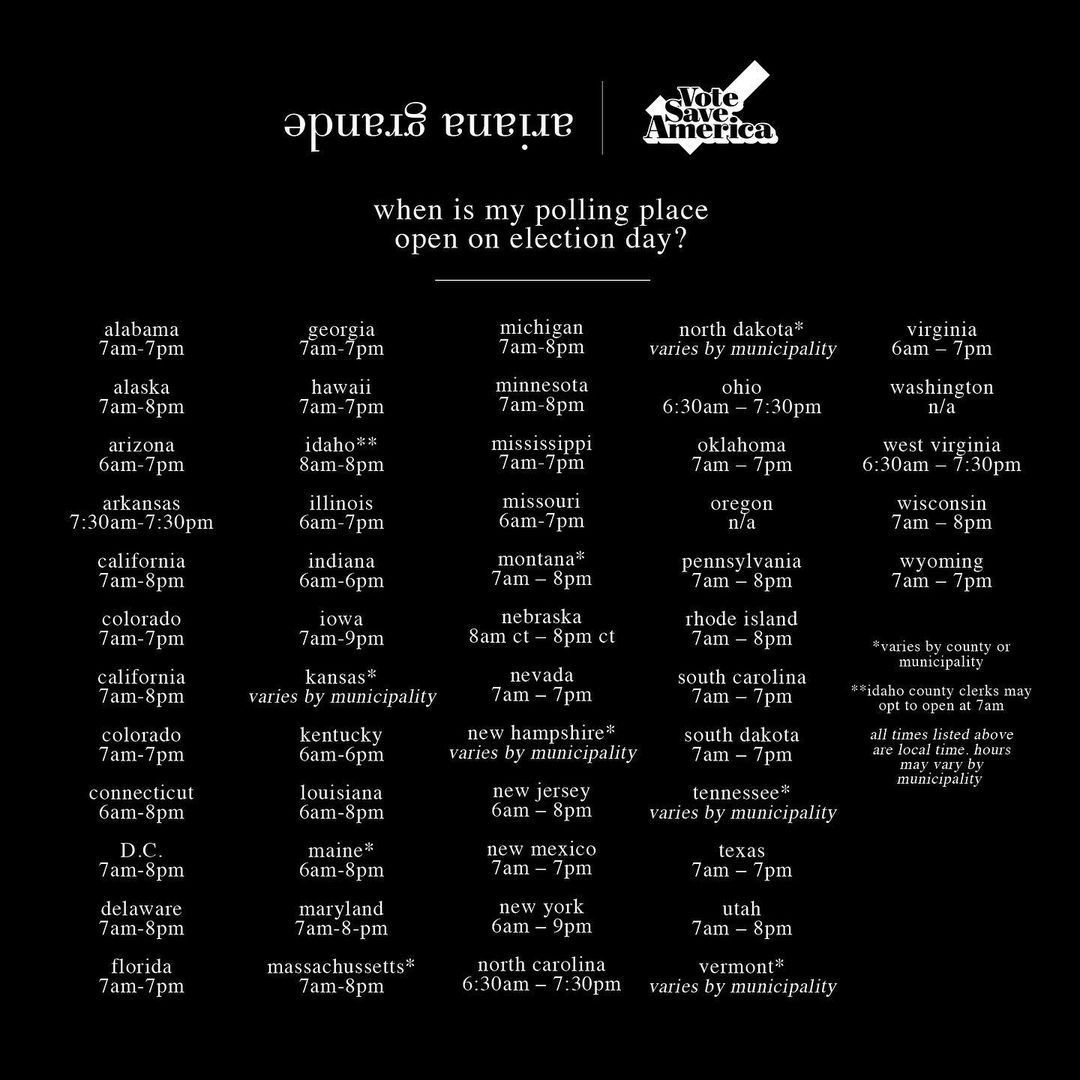 ariana grande
Vote
Save
America
when is my polling place
open on election day?
alabama
7am-7pm
alaska
7am-8pm
arizona
6am-7pm
arkansas
7:30am-7:30pm
california
7am-8pm
colorado
7am-7pm
california
7am-8pm
colorado
7am-7pm
connecticut
6am-8pm
D.C.
7am-8pm
delaware
7am-8pm
florida
7am-7pm
georgia
7am-7pm
hawaii
7am-7pm
idaho**
8am-8pm
illinois
6am-7pm
indiana
6am-6pm
iowa
7am-9pm
kansas*
varies by municipality
kentucky
6am-6pm
louisiana
6am-8pm
maine*
6am-8pm
maryland
7am-8-pm
massachussetts*
7am-8pm
michigan
7am-8pm
minnesota
7am-8pm
mississippi
7am-7pm
missouri
6am-7pm
montana*
7am – 8pm
nebraska
8am ct – 8pm ct
nevada
7am – 7pm
new hampshire*
varies by municipality
new jersey
6am – 8pm
new mexico
7am – 7pm
new york
6am – 9pm
north carolina
6:30am – 7:30pm
north dakota*
varies by municipality
ohio
6:30am – 7:30pm
oklahoma
7am – 7pm
oregon
n/a
pennsylvania
7am – 8pm
rhode island
7am – 8pm
south carolina
7am – 7pm
south dakota
7am – 7pm
tennessee*
varies by municipality
texas
7am – 7pm
utah
7am – 8pm
vermont*
varies by municipality
virginia
6am – 7pm
washington
n/a
west virginia
6:30am – 7:30pm
wisconsin
7am – 8pm
wyoming
7am – 7pm
*varies by county or
municipality
**idaho county clerks may
opt to open at 7am
all times listed above
are local time. hours
may vary by
municipality